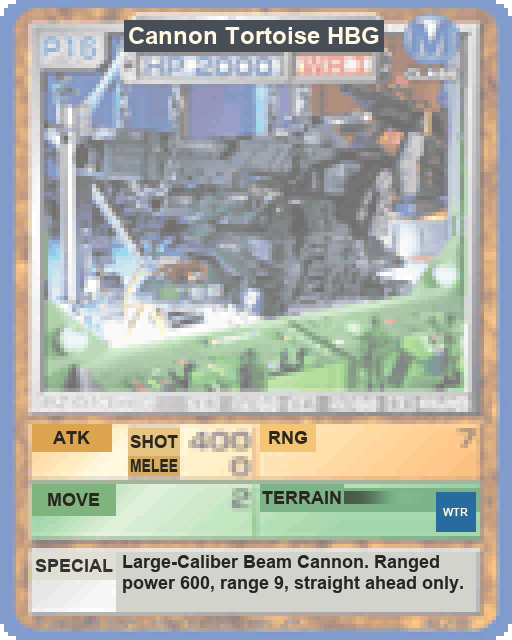 Cannon Tortoise HBG
P16
HP 2000
M
CLASS
ATK
SHOT 400
MELEE 0
RNG 7
MOVE 2
TERRAIN
WTR
SPECIAL
Large-Caliber Beam Cannon. Ranged
power 600, range 9, straight ahead only.